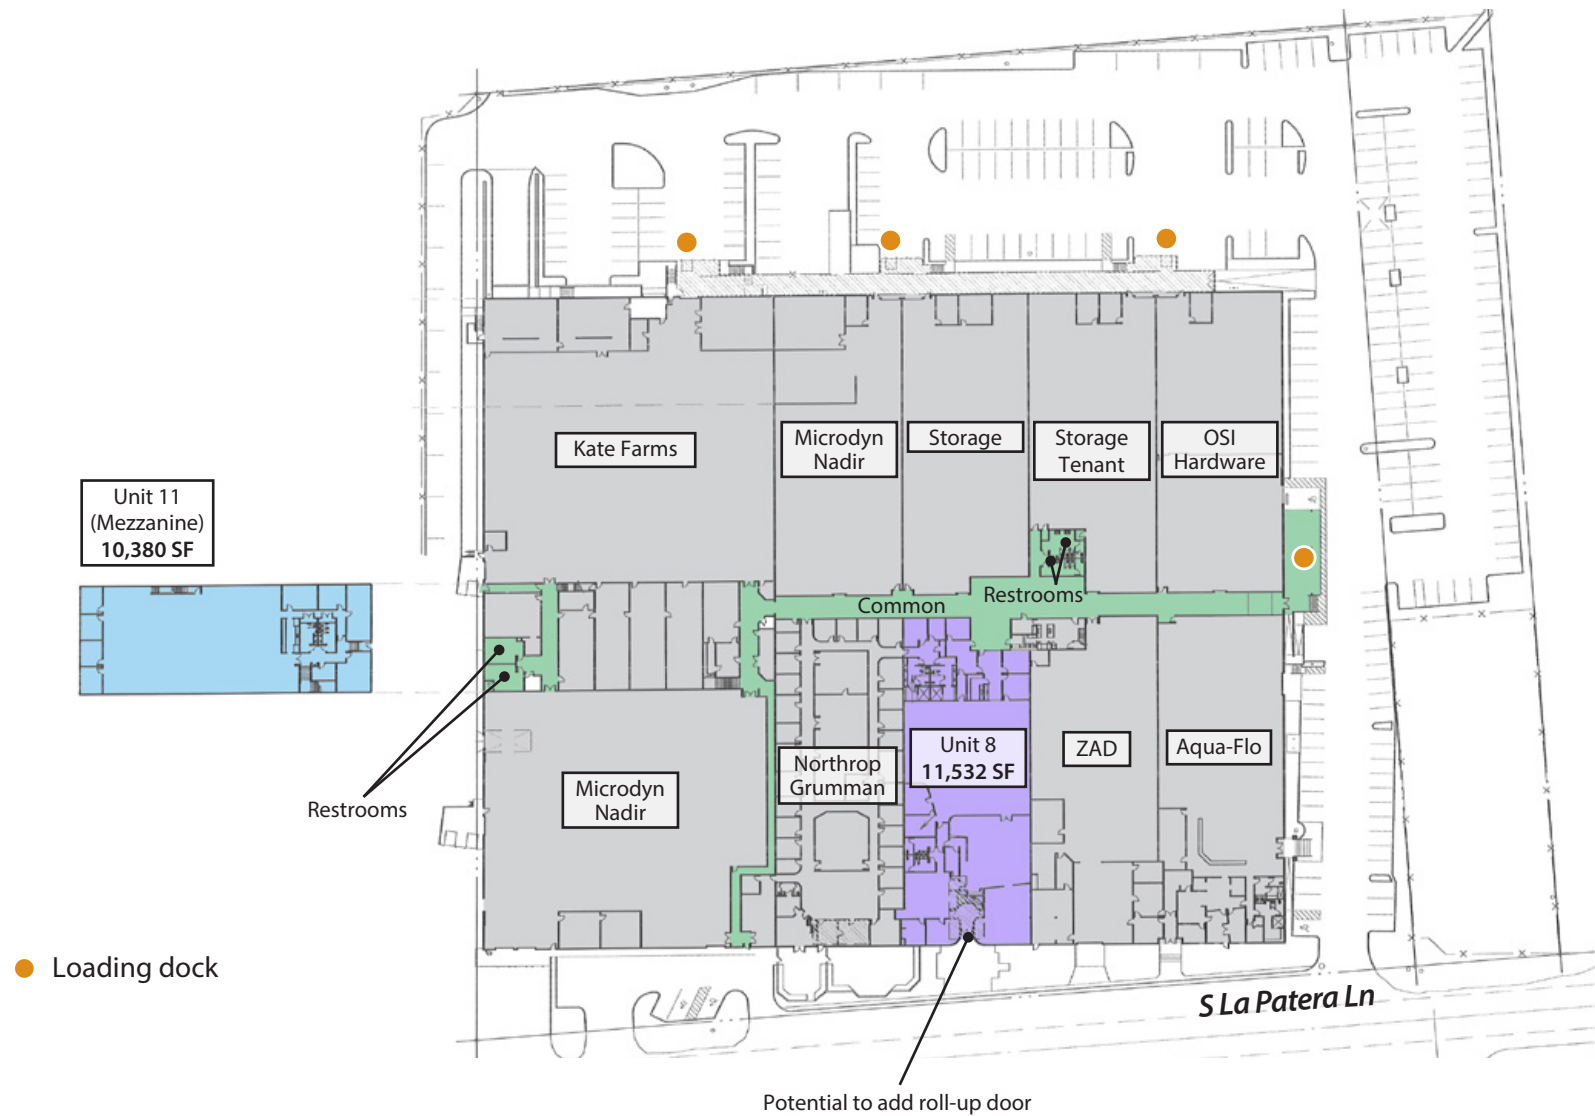 Kate Farms
Microdyn
Nadir
Storage
Storage
Tenant
OSI
Hardware
Unit 11
(Mezzanine)
10,380 SF
Common
Restrooms
Unit 8
11,532 SF
ZAD
Aqua-Flo
Northrop
Grumman
Microdyn
Nadir
Restrooms
Loading dock
S La Patera Ln
Potential to add roll-up door